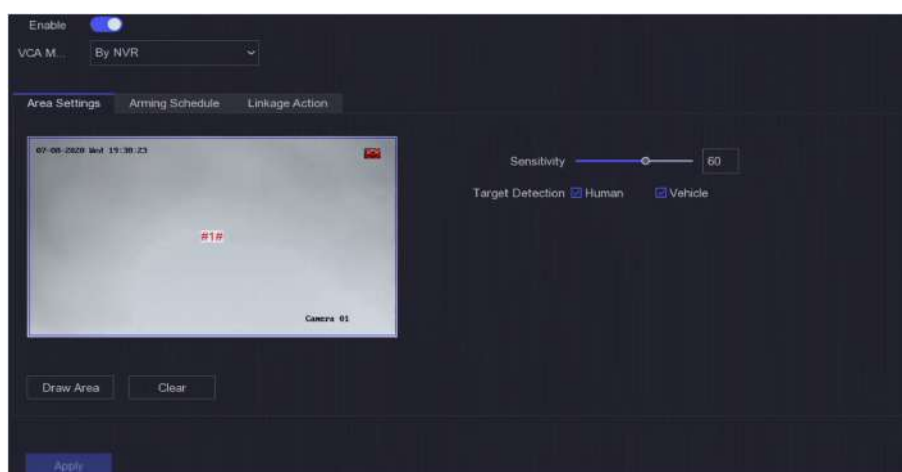 Enable
VCA M... By NVR
Area Settings Arming Schedule Linkage Action
07-08-2020 Wed 19:38:23
Sensitivity 60
Target Detection Human Vehicle
#1#
Camera 01
Draw Area Clear
Apply